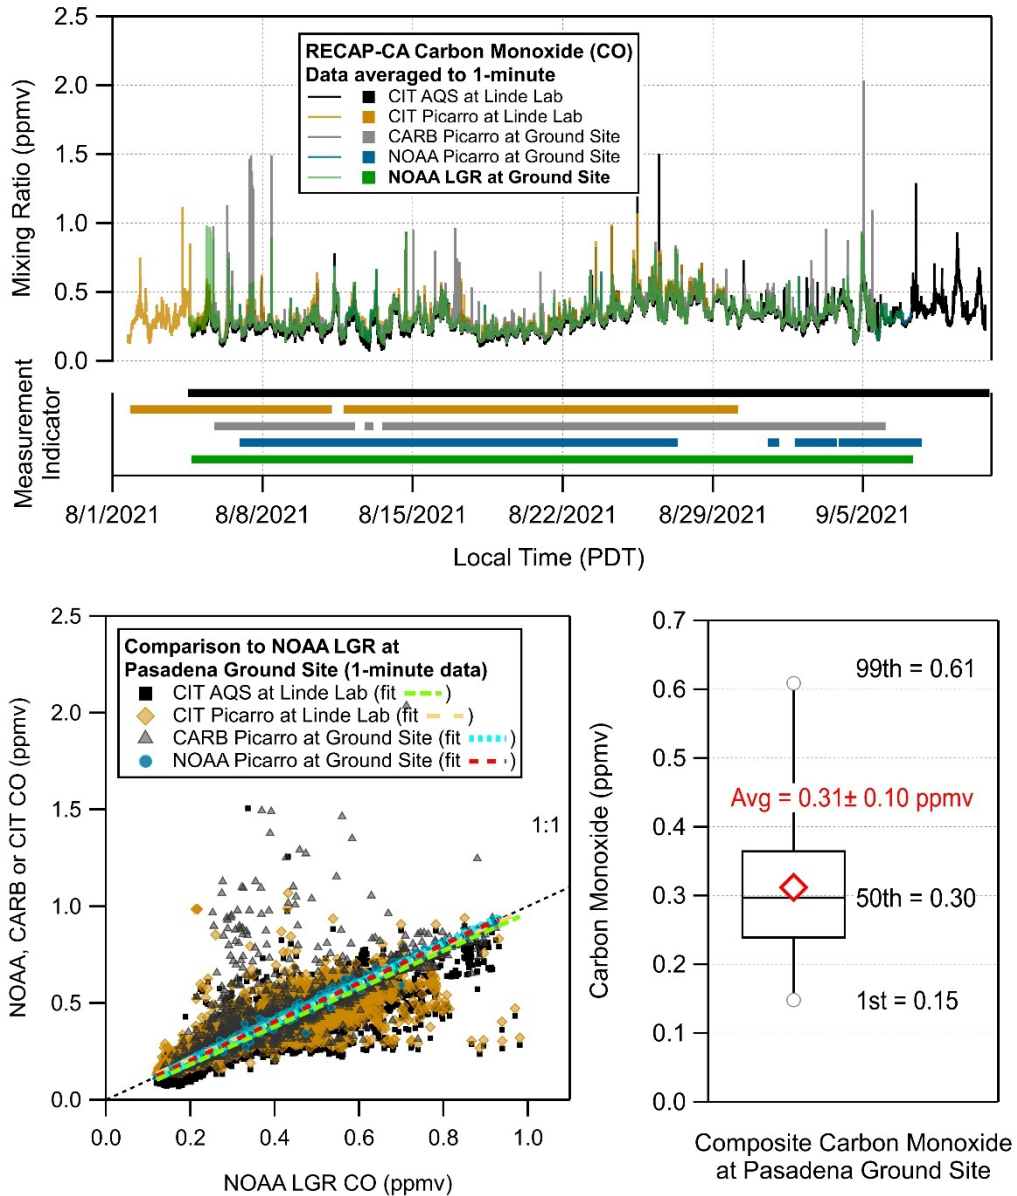 2.5
2.0
1.5
1.0
0.5
0.0
Mixing Ratio (ppmv)
RECAP-CA Carbon Monoxide (CO)
Data averaged to 1-minute
CIT AQS at Linde Lab
CIT Picarro at Linde Lab
CARB Picarro at Ground Site
NOAA Picarro at Ground Site
NOAA LGR at Ground Site
Measurement
Indicator
8/1/2021 8/8/2021 8/15/2021 8/22/2021 8/29/2021 9/5/2021
Local Time (PDT)
2.5
2.0
1.5
1.0
0.5
0.0
NOAA, CARB or CIT CO (ppmv)
Comparison to NOAA LGR at
Pasadena Ground Site (1-minute data)
CIT AQS at Linde Lab (fit )
CIT Picarro at Linde Lab (fit )
CARB Picarro at Ground Site (fit )
NOAA Picarro at Ground Site (fit )
1:1
0.0 0.2 0.4 0.6 0.8 1.0
NOAA LGR CO (ppmv)
0.7
0.6
0.5
0.4
0.3
0.2
0.1
0.0
Carbon Monoxide (ppmv)
99th = 0.61
Avg = 0.31± 0.10 ppmv
50th = 0.30
1st = 0.15
Composite Carbon Monoxide
at Pasadena Ground Site